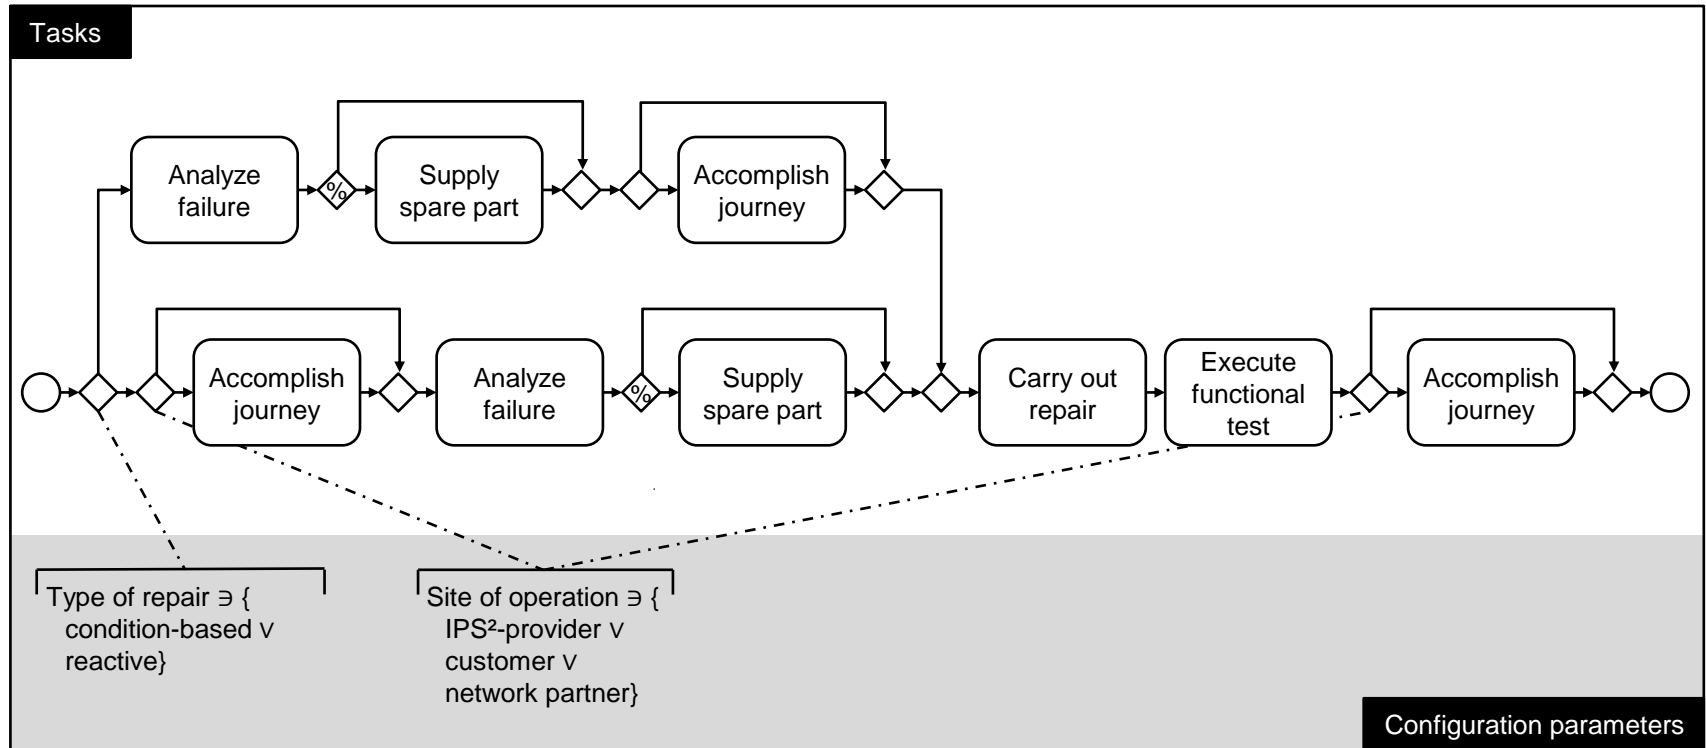 Tasks
Analyze
failure
%
Supply
spare part
Accomplish
journey
Accomplish
journey
Analyze
failure
%
Supply
spare part
Carry out
repair
Execute
functional
test
Accomplish
journey
Type of repair ∋ {
condition-based ∨
reactive}
Site of operation ∋ {
IPS²-provider ∨
customer ∨
network partner}
Configuration parameters